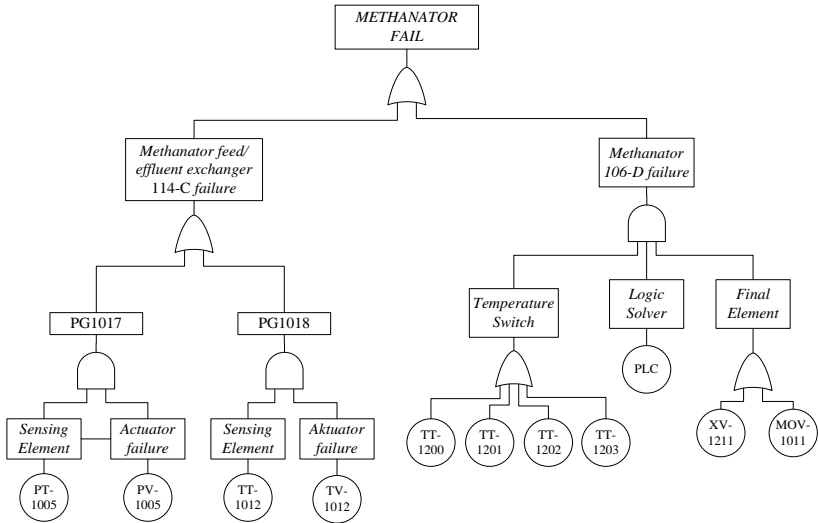 METHANATOR
FAIL
Methanator feed/
effluent exchanger
114-C failure
Methanator
106-D failure
PG1017
PG1018
Temperature
Switch
Logic
Solver
Final
Element
PLC
Sensing
Element
Actuator
failure
Sensing
Element
Aktuator
failure
TT-
1200
TT-
1201
TT-
1202
TT-
1203
XV-
1211
MOV-
1011
PT-
1005
PV-
1005
TT-
1012
TV-
1012